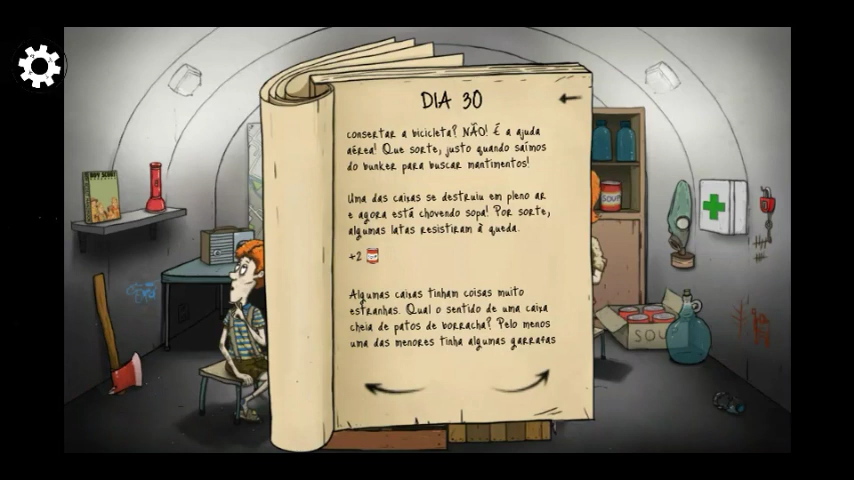 DIA 30
consertar a bicicleta? NÃO! É a ajuda
aérea! Que sorte, justo quando saímos
do bunker para buscar mantimentos!
Uma das caixas se destruiu em pleno ar
e agora está chovendo sopa! Por sorte,
algumas latas resistiram à queda.
+2
Algumas caixas tinham coisas muito
estranhas. Qual o sentido de uma caixa
cheia de patos de borracha? Pelo menos
uma das menores tinha algumas garrafas
BOY SCOUT
SOUP
SOU